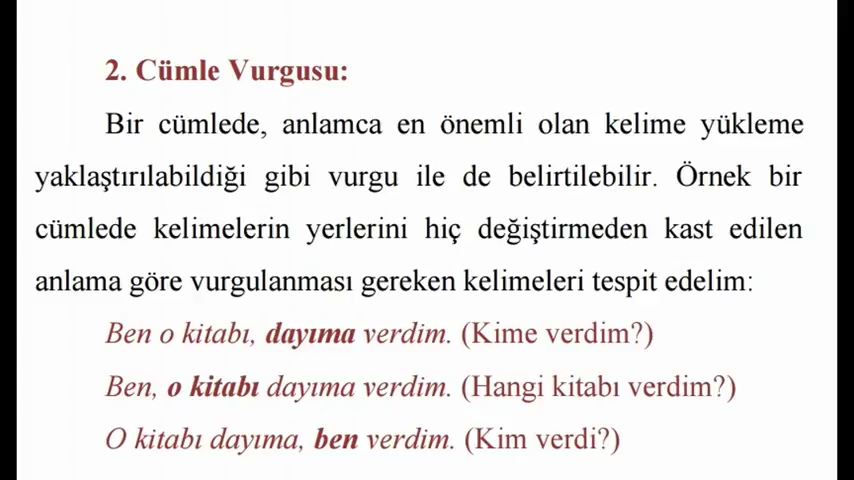 2. Cümle Vurgusu:
Bir cümlede, anlamca en önemli olan kelime yükleme
yaklaştırılabildiği gibi vurgu ile de belirtilebilir. Örnek bir
cümlede kelimelerin yerlerini hiç değiştirmeden kast edilen
anlama göre vurgulanması gereken kelimeleri tespit edelim:
Ben o kitabı, dayıma verdim. (Kime verdim?)
Ben, o kitabı dayıma verdim. (Hangi kitabı verdim?)
O kitabı dayıma, ben verdim. (Kim verdi?)